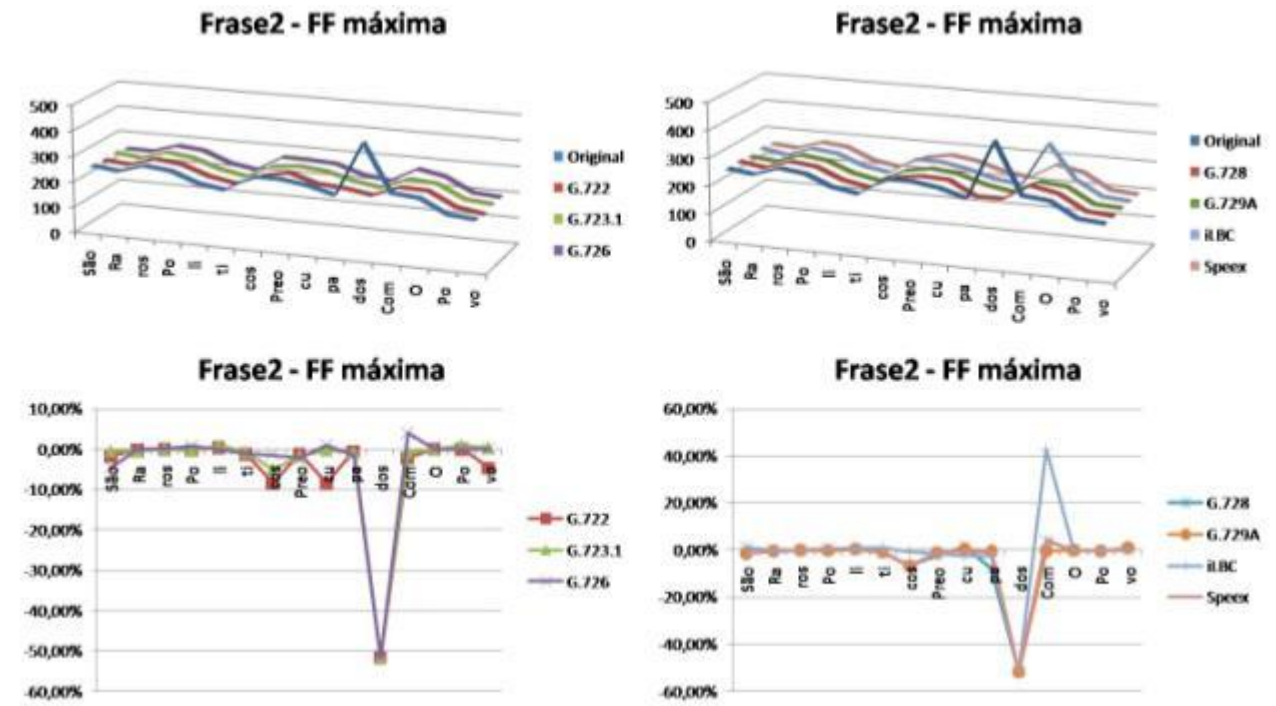 Frase2 - FF máxima
500
400
300
200
100
0
São
Ra
ros
Po
li
ti
cos
Preo
cu
pa
dos
Com
O
Po
vo
Original
G.722
G.723.1
G.726
Frase2 - FF máxima
500
400
300
200
100
0
São
Ra
ros
Po
li
ti
cos
Preo
cu
pa
dos
Com
O
Po
vo
Original
G.728
G.729A
iLBC
Speex
Frase2 - FF máxima
10,00%
0,00%
-10,00%
-20,00%
-30,00%
-40,00%
-50,00%
-60,00%
São
Ra
ros
Po
li
ti
cos
Preo
cu
pa
dos
Com
O
Po
vo
G.722
G.723.1
G.726
Frase2 - FF máxima
60,00%
40,00%
20,00%
0,00%
-20,00%
-40,00%
-60,00%
São
Ra
ros
Po
li
ti
cos
Preo
cu
pa
dos
Com
O
Po
vo
G.728
G.729A
iLBC
Speex